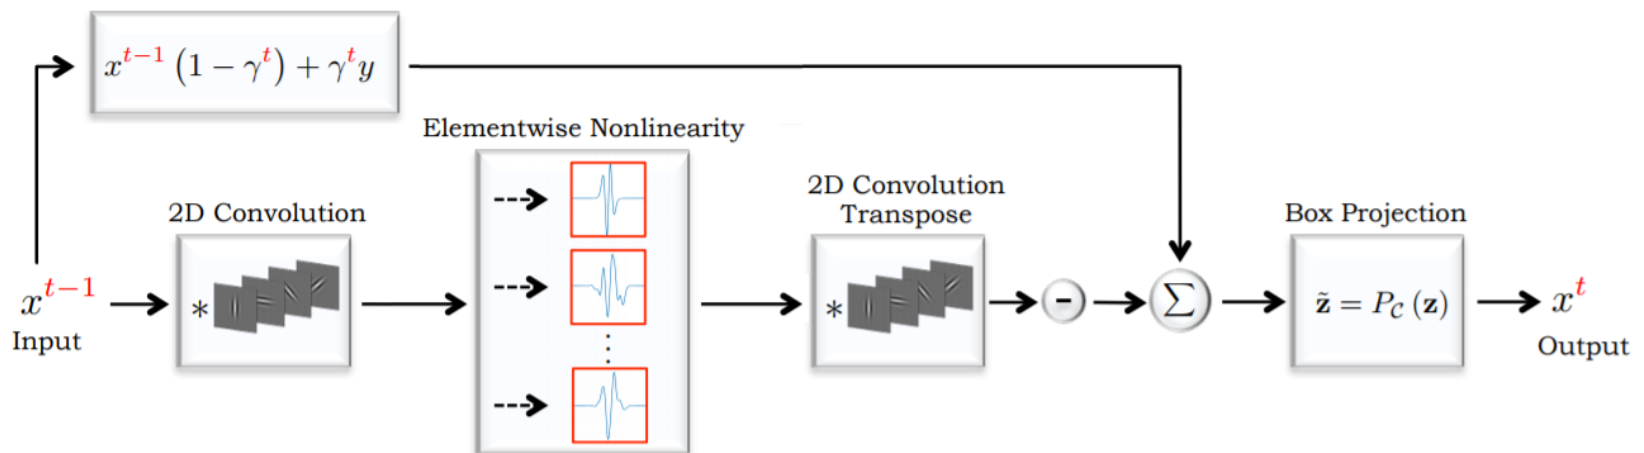 x^{t-1} (1 - γ^t) + γ^t y
Elementwise Nonlinearity
2D Convolution
2D Convolution
Transpose
Box Projection
x^{t-1}
Input
*
⋮
*
-
Σ
z̃ = P_C (z)
x^t
Output